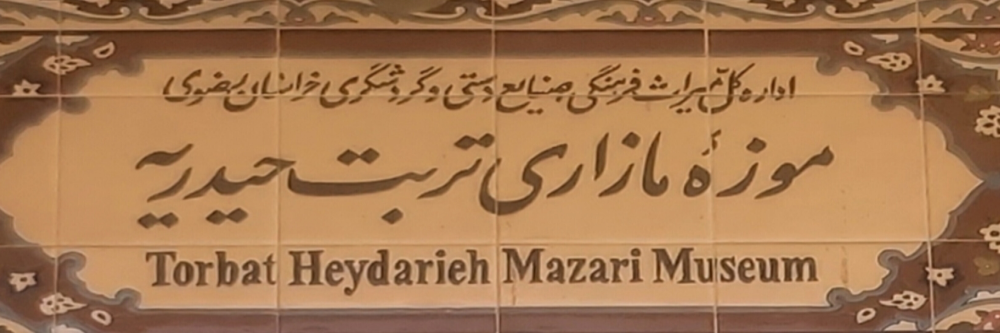 اداره کل میراث فرهنگی صنایع دستی و گردشگری خراسان رضوی
موزهٔ مازاری تربت حیدریه
Torbat Heydarieh Mazari Museum